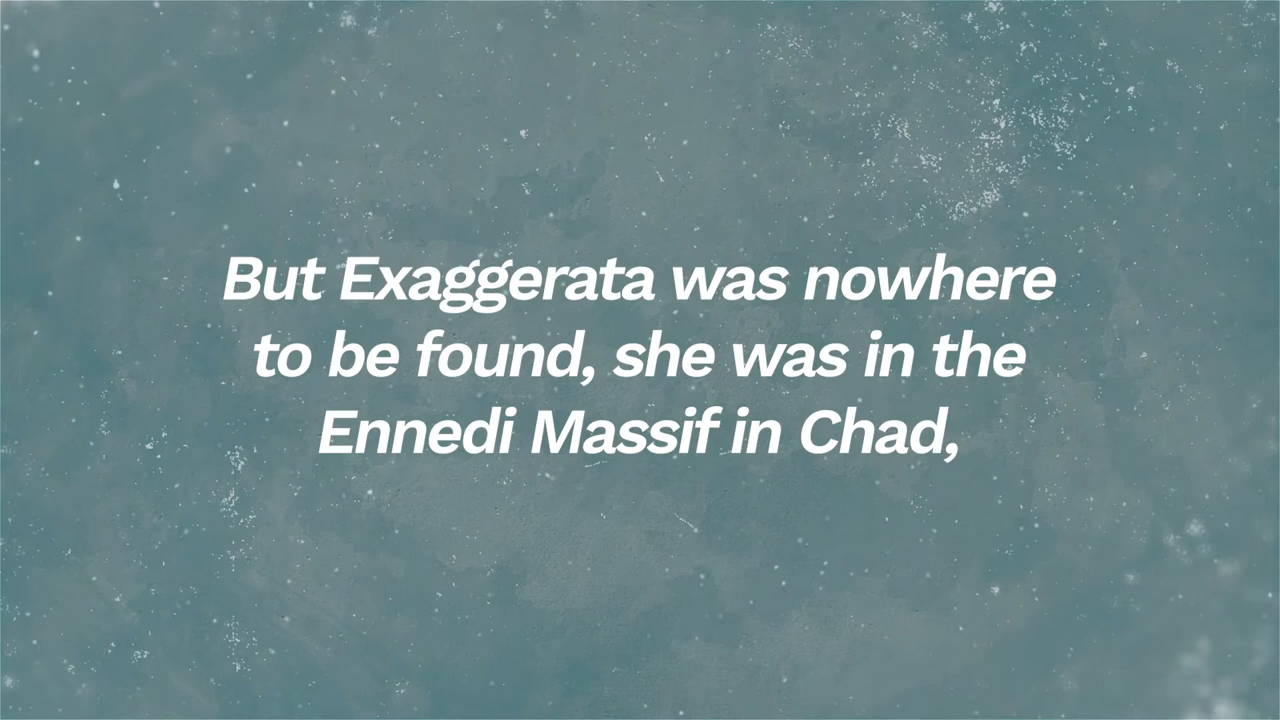 But Exaggerata was nowhere
to be found, she was in the
Ennedi Massif in Chad,